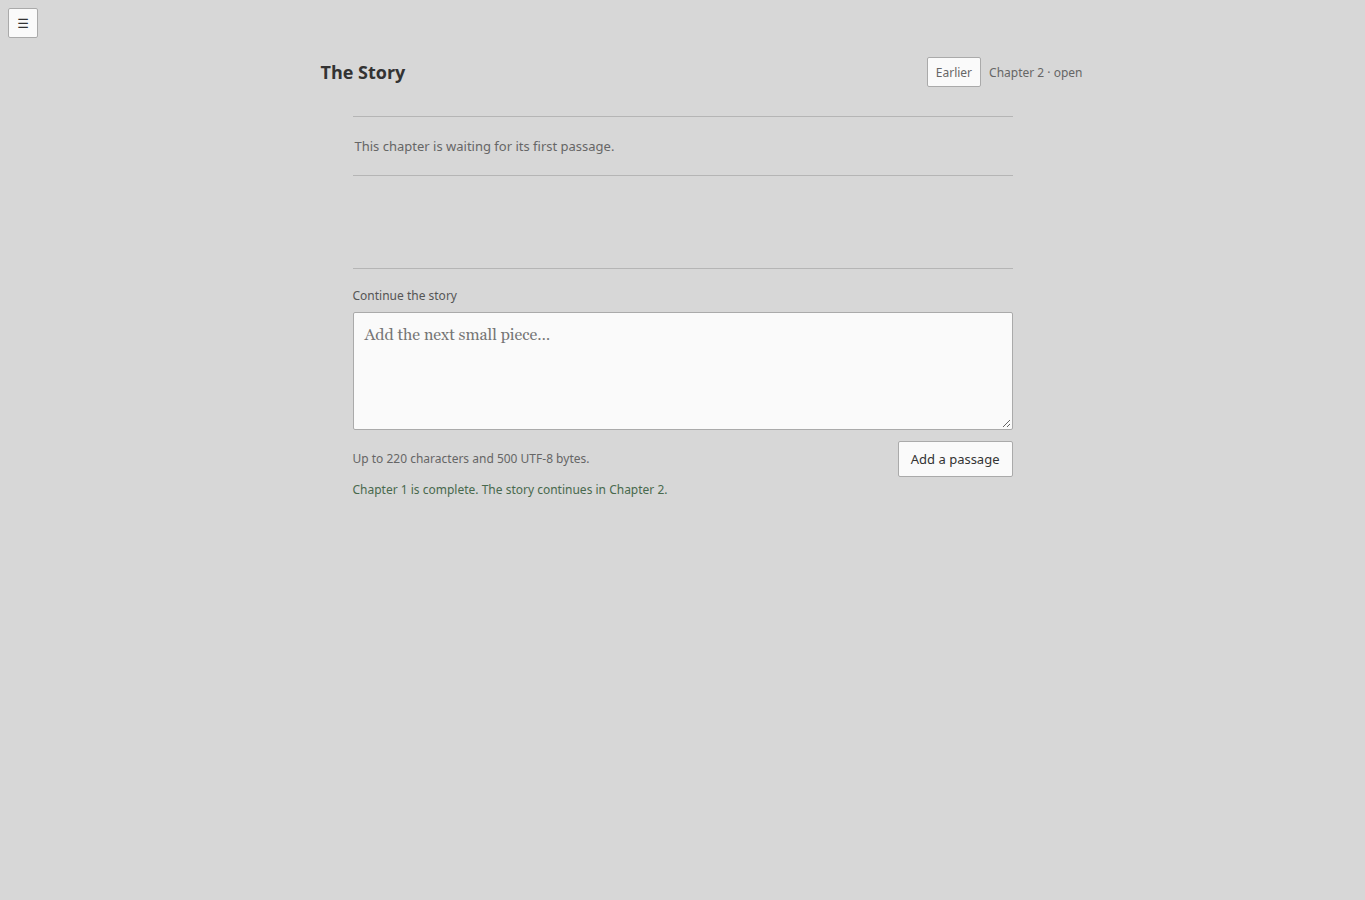 ☰
The Story
Earlier
Chapter 2 · open
This chapter is waiting for its first passage.
Continue the story
Add the next small piece...
Up to 220 characters and 500 UTF-8 bytes.
Add a passage
Chapter 1 is complete. The story continues in Chapter 2.